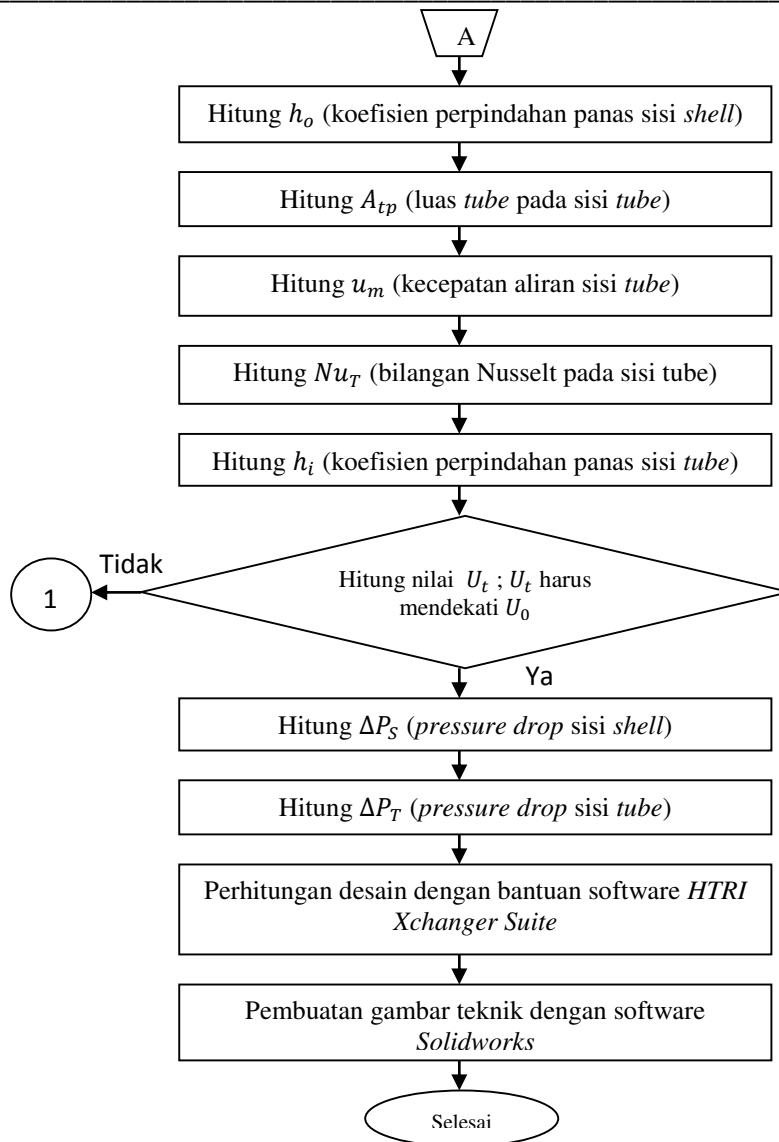 A
Hitung h_o (koefisien perpindahan panas sisi shell)
Hitung A_tp (luas tube pada sisi tube)
Hitung u_m (kecepatan aliran sisi tube)
Hitung Nu_T (bilangan Nusselt pada sisi tube)
Hitung h_i (koefisien perpindahan panas sisi tube)
Tidak
1
Hitung nilai U_t ; U_t harus
mendekati U_0
Ya
Hitung ΔP_S (pressure drop sisi shell)
Hitung ΔP_T (pressure drop sisi tube)
Perhitungan desain dengan bantuan software HTRI
Xchanger Suite
Pembuatan gambar teknik dengan software
Solidworks
Selesai